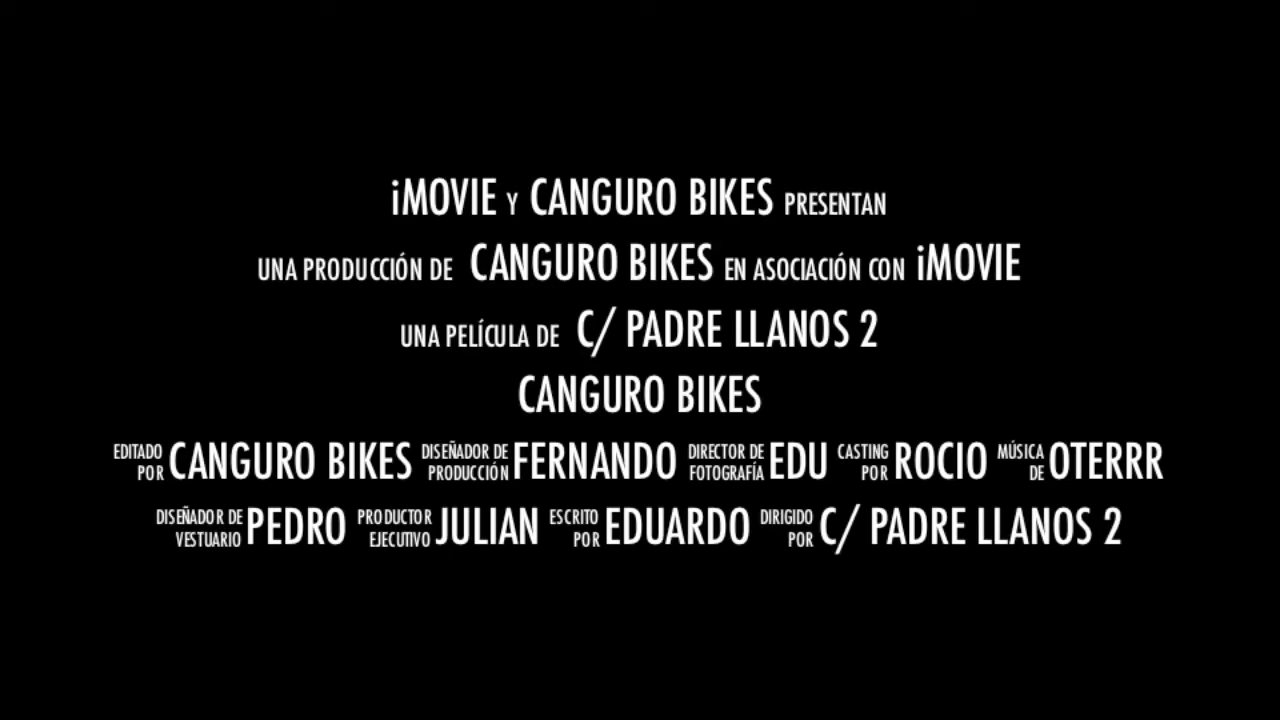 iMOVIE Y CANGURO BIKES PRESENTAN
UNA PRODUCCIÓN DE CANGURO BIKES EN ASOCIACIÓN CON iMOVIE
UNA PELÍCULA DE C/ PADRE LLANOS 2
CANGURO BIKES
EDITADO POR CANGURO BIKES DISEÑADOR DE PRODUCCIÓN FERNANDO DIRECTOR DE FOTOGRAFÍA EDU CASTING POR ROCIO MÚSICA DE OTERRR
DISEÑADOR DE VESTUARIO PEDRO PRODUCTOR EJECUTIVO JULIAN ESCRITO POR EDUARDO DIRIGIDO POR C/ PADRE LLANOS 2